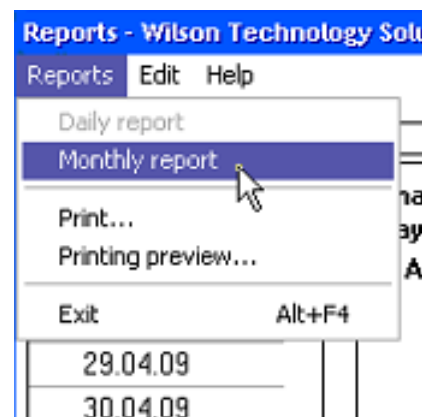 Reports - Wilson Technology
Reports Edit Help
Daily report
Monthly report
Print...
Printing preview...
Exit Alt+F4
29.04.09
30.04.09